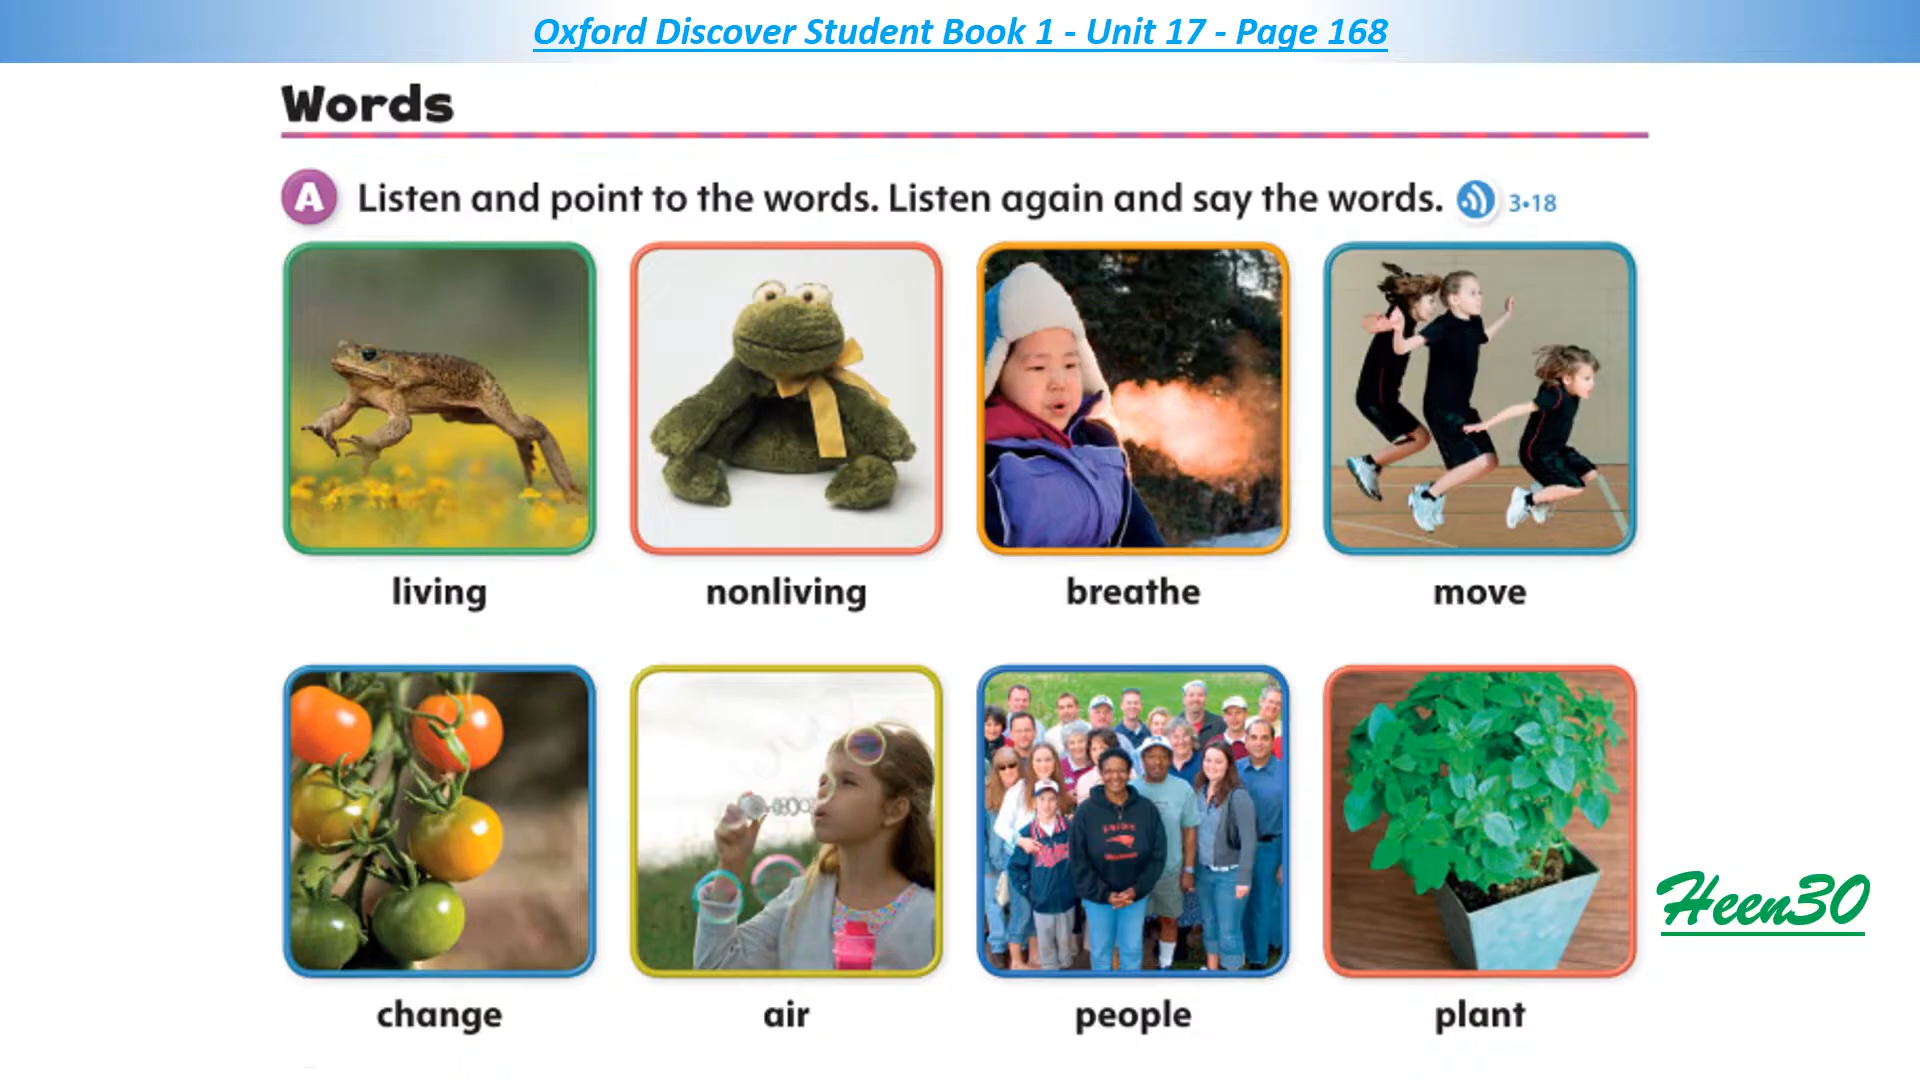 Oxford Discover Student Book 1 - Unit 17 - Page 168
Words
A Listen and point to the words. Listen again and say the words. 3•18
living nonliving breathe move
change air people plant
Heen30